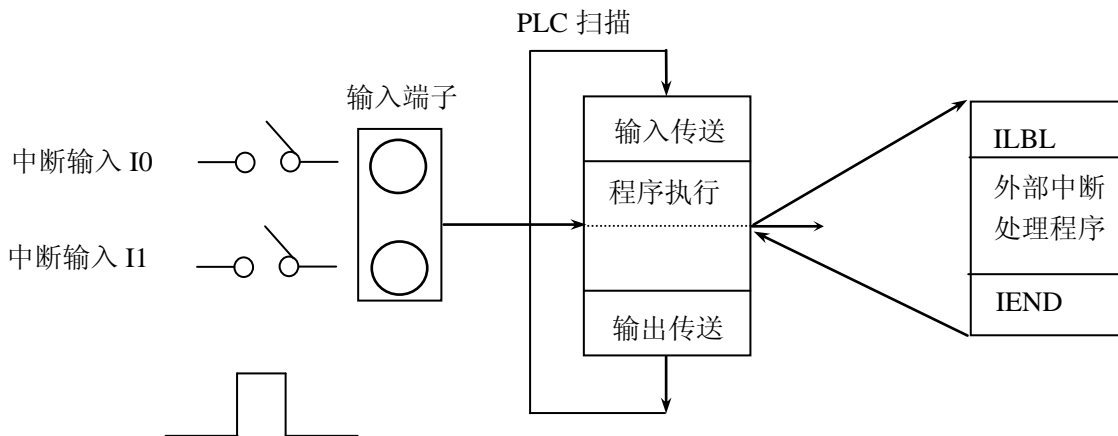 PLC 扫描
输入端子
中断输入 I0
中断输入 I1
输入传送
程序执行
输出传送
ILBL
外部中断
处理程序
IEND